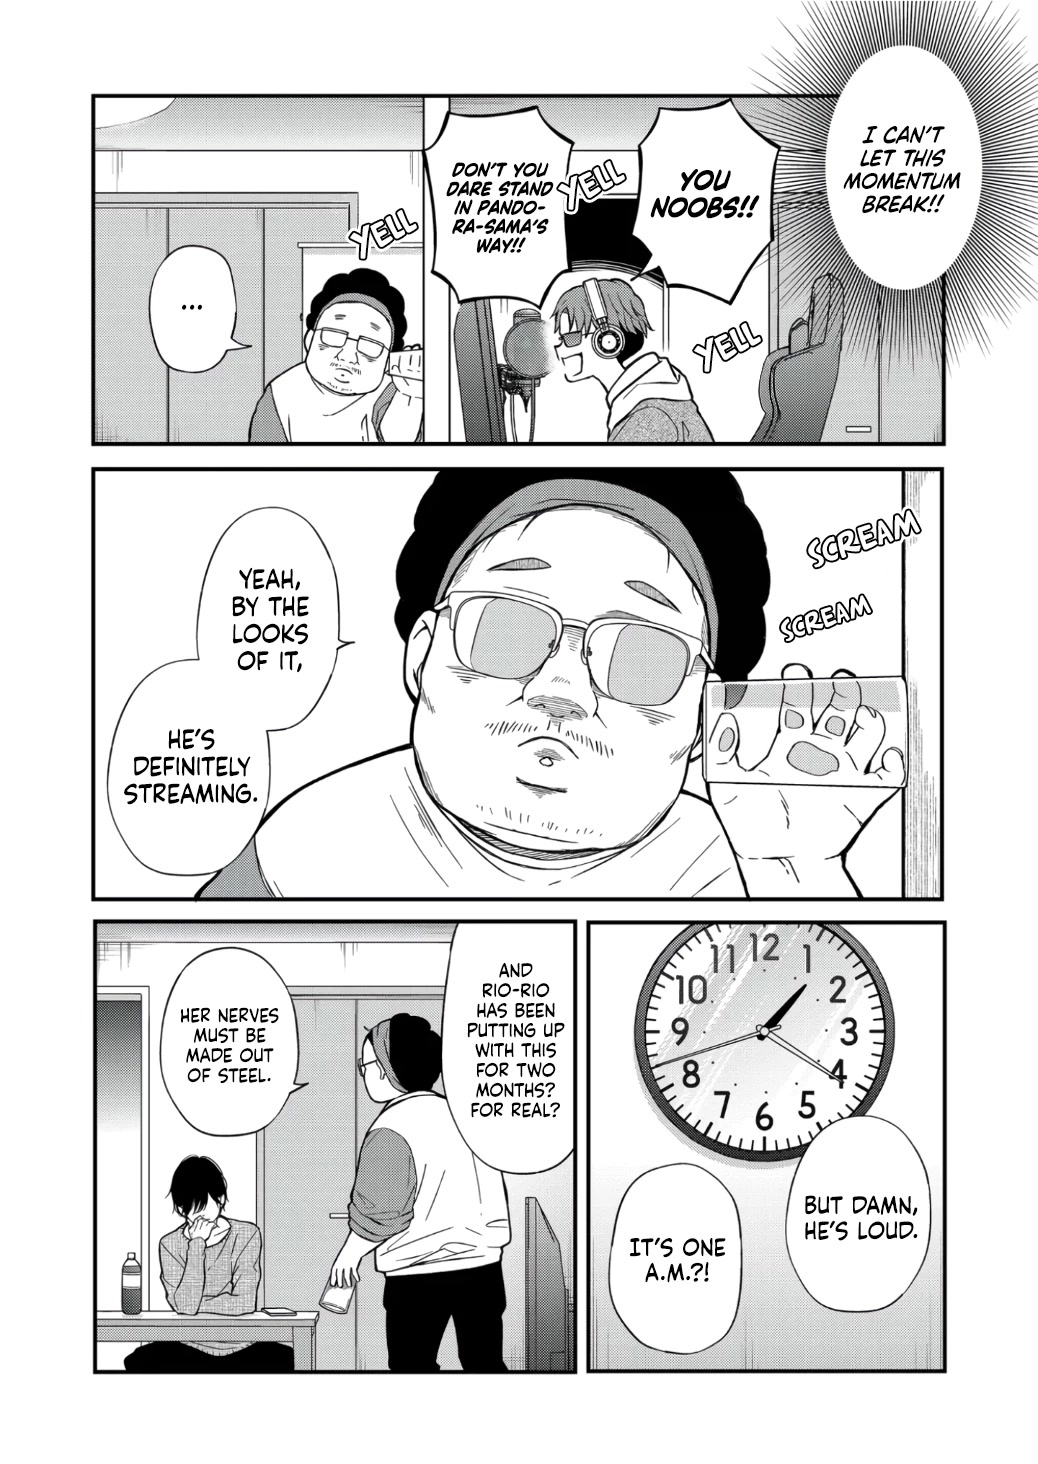 I CAN'T
LET THIS
MOMENTUM
BREAK!!
YOU
NOOBS!!
YELL
DON'T YOU
DARE STAND
IN PANDO-
RA-SAMA'S
WAY!!
YELL
YELL
...
SCREAM
SCREAM
YEAH,
BY THE
LOOKS
OF IT,
HE'S
DEFINITELY
STREAMING.
12
1
2
3
4
5
6
7
8
9
10
11
BUT DAMN,
HE'S LOUD.
IT'S ONE
A.M.?!
AND
RIO-RIO
HAS BEEN
PUTTING UP
WITH THIS
FOR TWO
MONTHS?
FOR REAL?
HER NERVES
MUST BE
MADE OUT
OF STEEL.